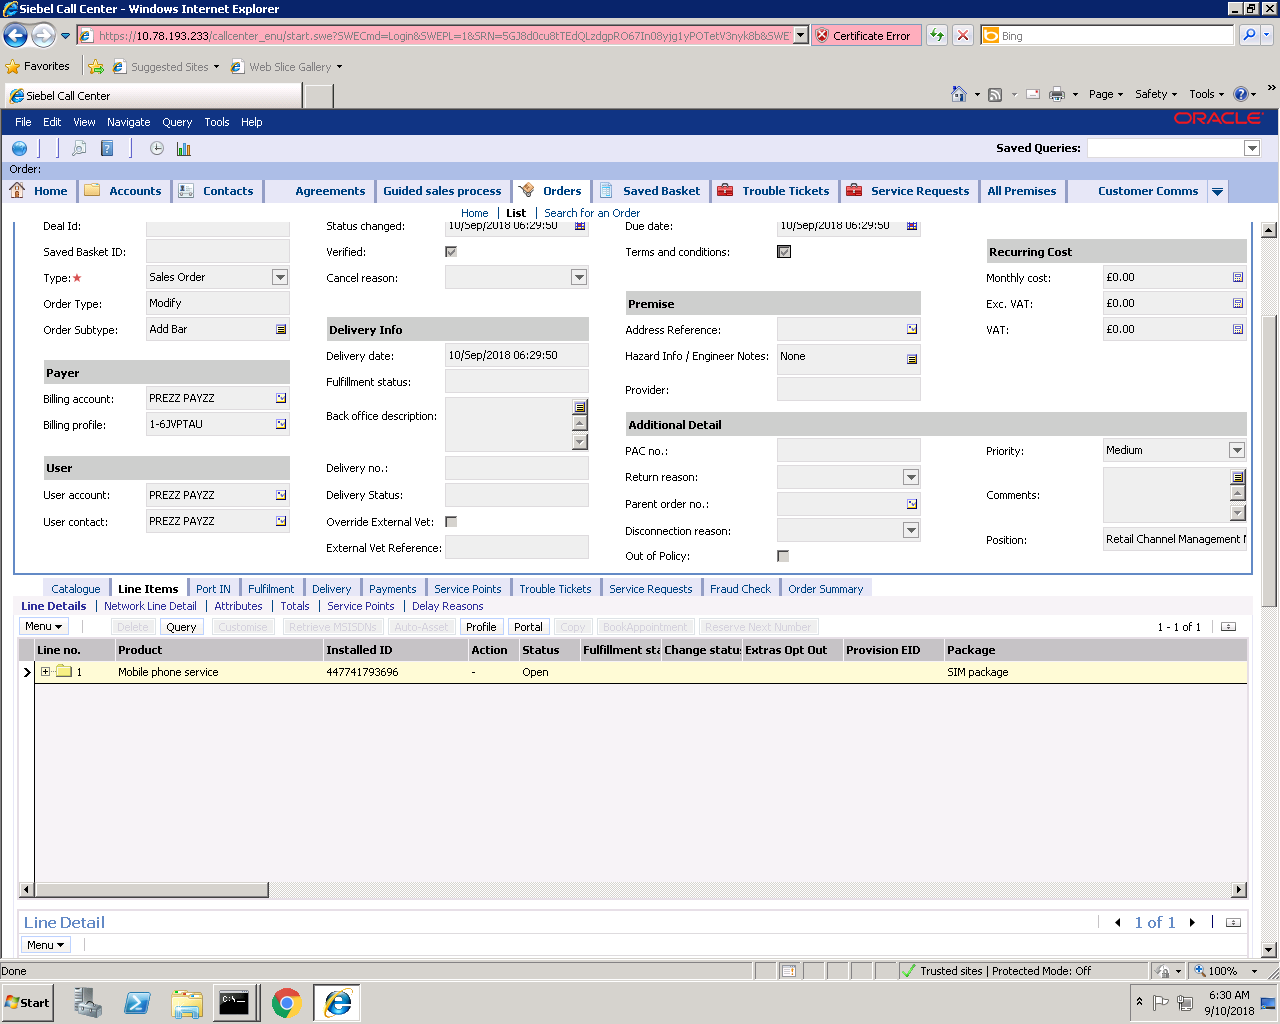 Siebel Call Center - Windows Internet Explorer
https://10.78.193.233/callcenter_enu/start.swe?SWECmd=Login&SWEPL=1&SRN=5GJ8d0cu8tTEdQLzdgpRO67In08yjg1yPOTetV3nyk8b&SWE
Certificate Error
Bing
Favorites
Suggested Sites
Web Slice Gallery
Siebel Call Center
Page
Safety
Tools
File Edit View Navigate Query Tools Help
ORACLE
Saved Queries:
Order:
Home
Accounts
Contacts
Agreements
Guided sales process
Orders
Saved Basket
Trouble Tickets
Service Requests
All Premises
Customer Comms
Home | List | Search for an Order
Deal Id:
Status changed: 10/Sep/2018 06:29:50
Due date: 10/Sep/2018 06:29:50
Saved Basket ID:
Verified:
Terms and conditions:
Recurring Cost
Type: Sales Order
Cancel reason:
Monthly cost: £0.00
Order Type: Modify
Premise
Exc. VAT: £0.00
Order Subtype: Add Bar
Delivery Info
Address Reference:
VAT: £0.00
Delivery date: 10/Sep/2018 06:29:50
Hazard Info / Engineer Notes: None
Payer
Fulfillment status:
Provider:
Billing account: PREZZ PAYZZ
Back office description:
Billing profile: 1-6JVPTAU
Additional Detail
PAC no.:
Priority: Medium
User
Delivery no.:
Return reason:
User account: PREZZ PAYZZ
Delivery Status:
Parent order no.:
Comments:
User contact: PREZZ PAYZZ
Override External Vet:
Disconnection reason:
Position: Retail Channel Management
External Vet Reference:
Out of Policy:
Catalogue
Line Items
Port IN
Fulfilment
Delivery
Payments
Service Points
Trouble Tickets
Service Requests
Fraud Check
Order Summary
Line Details | Network Line Detail | Attributes | Totals | Service Points | Delay Reasons
Menu
Delete
Query
Customise
Retrieve MSISDNs
Auto-Asset
Profile
Portal
Copy
BookAppointment
Reserve Next Number
1 - 1 of 1
Line no. Product Installed ID Action Status Fulfillment sta Change status Extras Opt Out Provision EID Package
1 Mobile phone service 447741793696 - Open SIM package
Line Detail
1 of 1
Menu
Done
Trusted sites | Protected Mode: Off
100%
Start
6:30 AM
9/10/2018